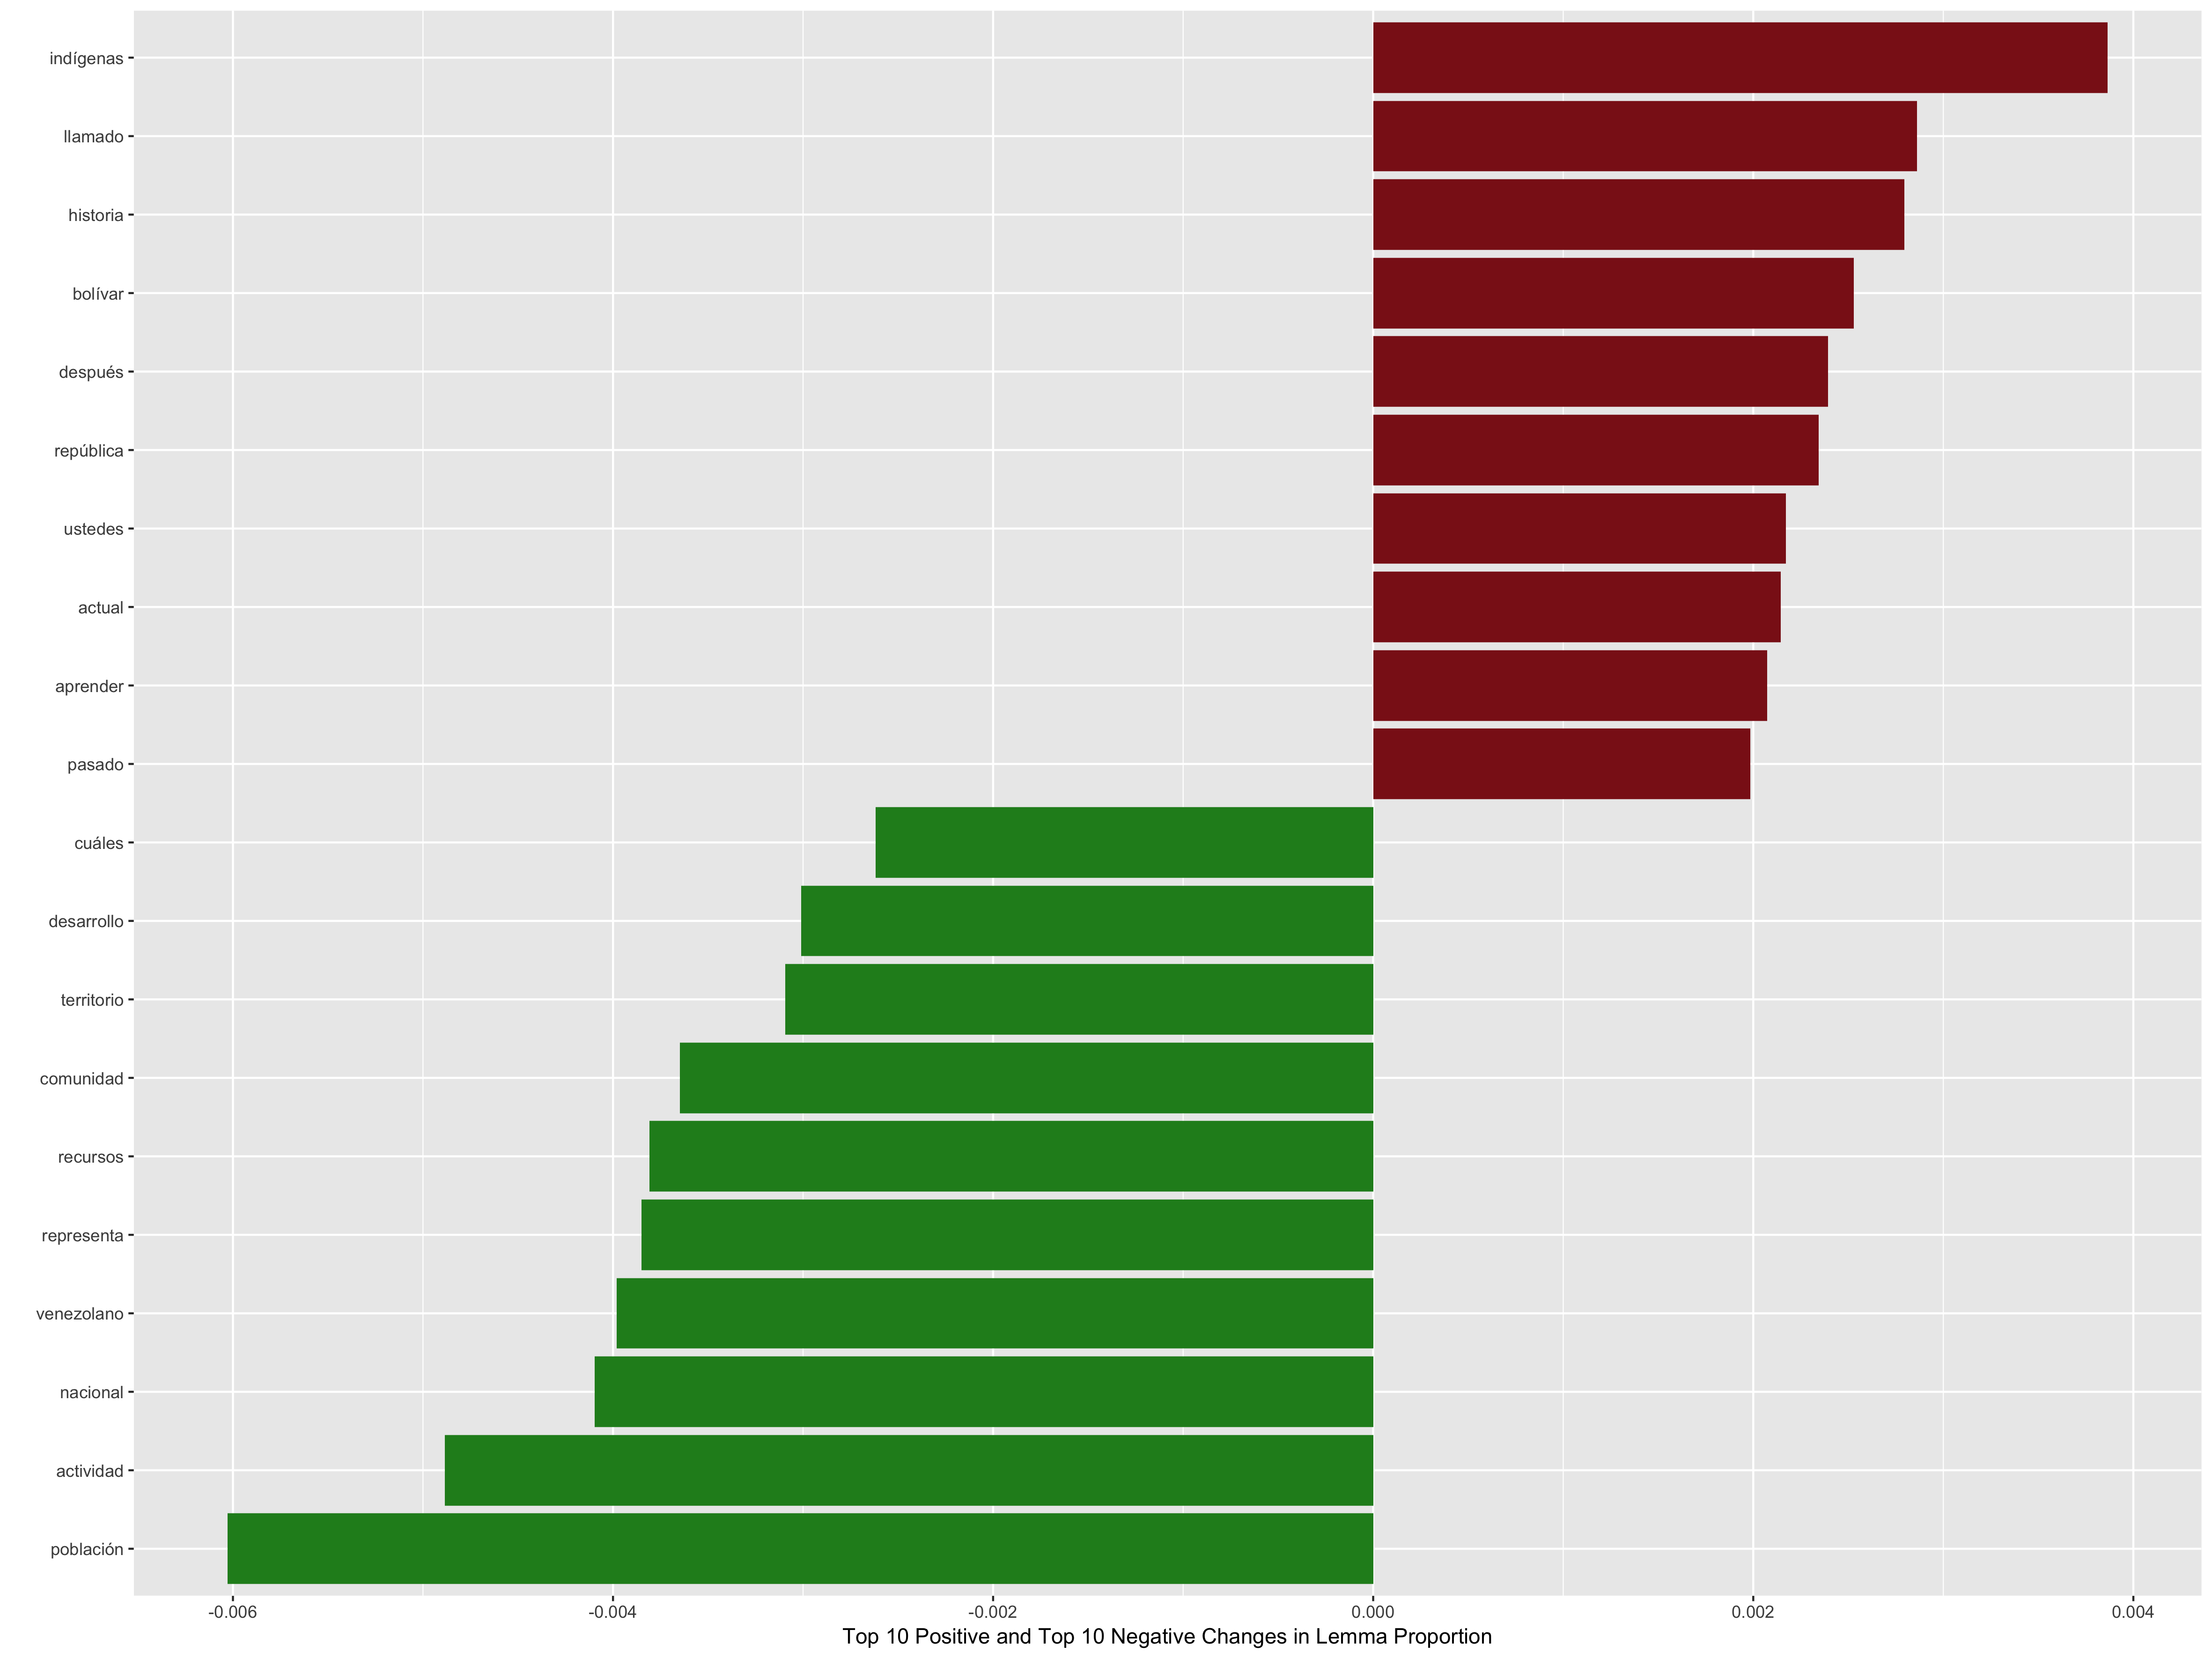 indígenas
llamado
historia
bolívar
después
república
ustedes
actual
aprender
pasado
cuáles
desarrollo
territorio
comunidad
recursos
representa
venezolano
nacional
actividad
población
-0.006 -0.004 -0.002 0.000 0.002 0.004
Top 10 Positive and Top 10 Negative Changes in Lemma Proportion